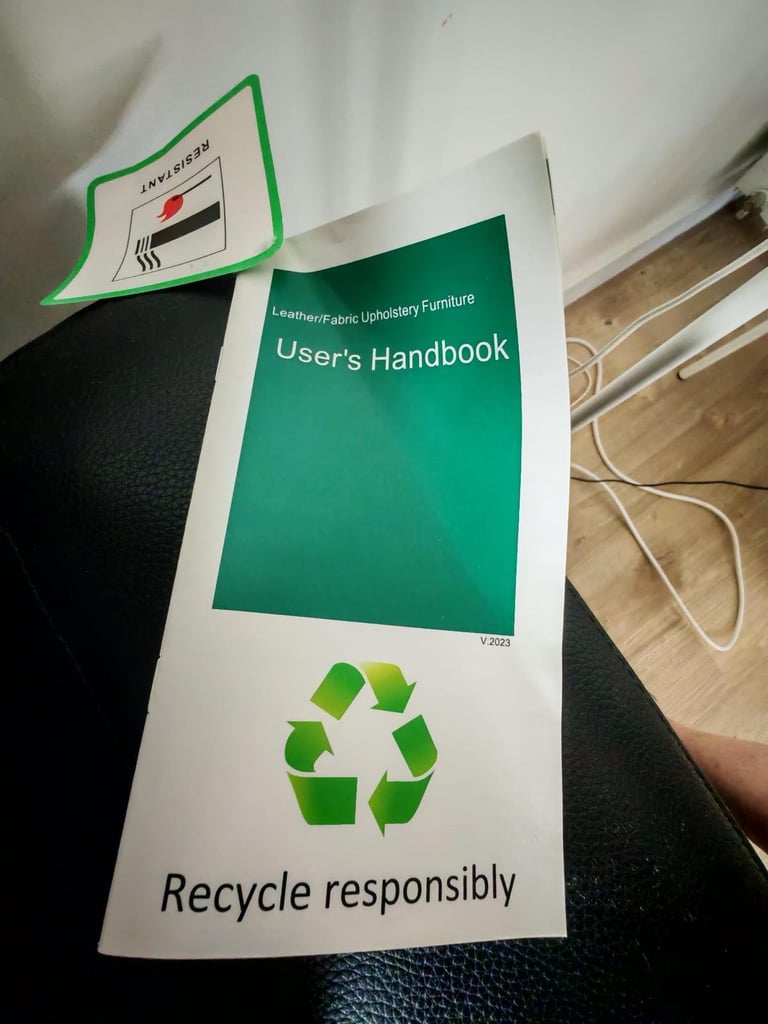 RESISTANT
Leather/Fabric Upholstery Furniture
User's Handbook
V.2023
Recycle responsibly